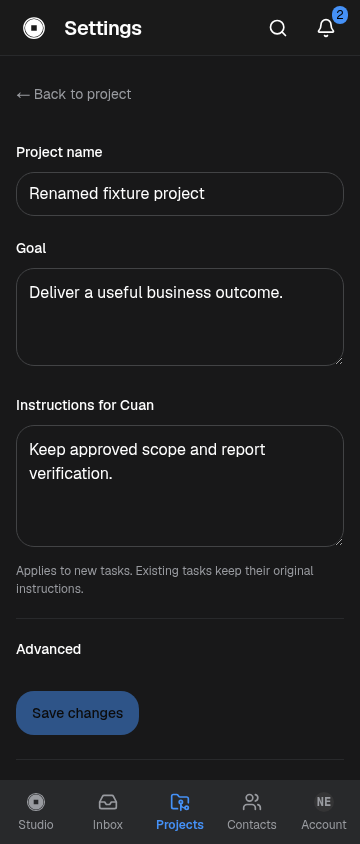 Settings
2
← Back to project
Project name
Renamed fixture project
Goal
Deliver a useful business outcome.
Instructions for Cuan
Keep approved scope and report
verification.
Applies to new tasks. Existing tasks keep their original
instructions.
Advanced
Save changes
NE
Studio Inbox Projects Contacts Account